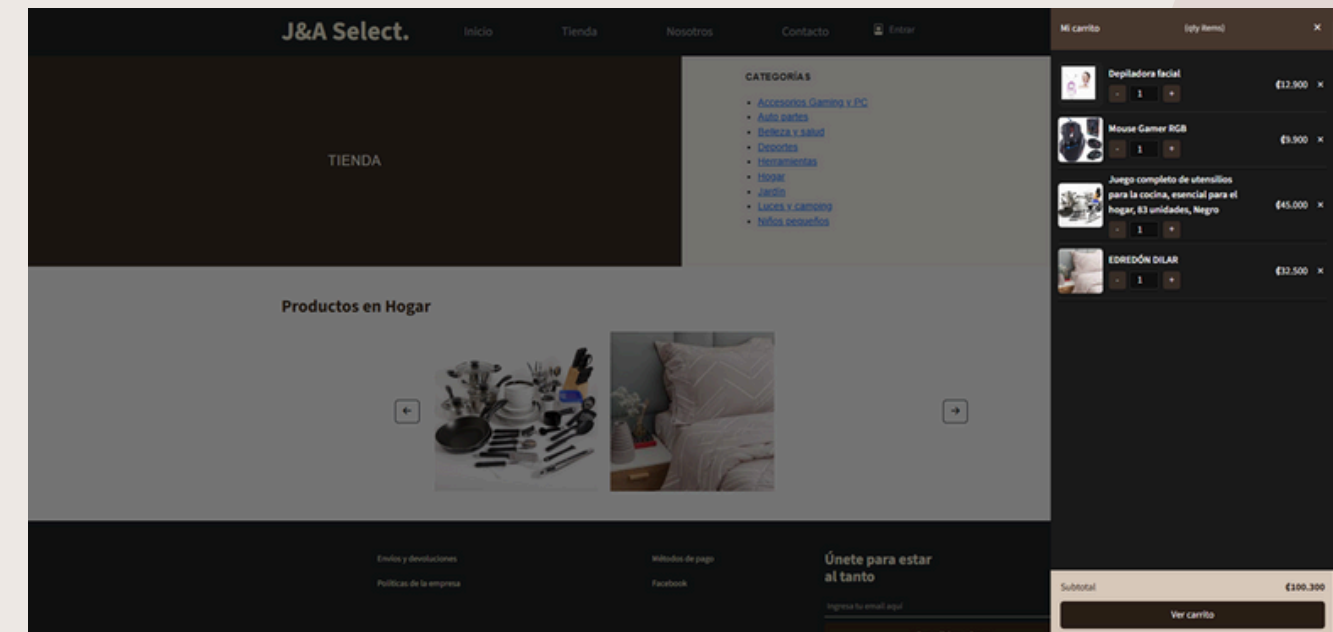 J&A Select.
Inicio
Tienda
Nosotros
Contacto
Entrar
TIENDA
CATEGORÍAS
Accesorios Gaming y PC
Auto partes
Belleza y salud
Deportes
Herramientas
Hogar
Jardín
Luces y camping
Niños pequeños
Productos en Hogar
←
→
Envíos y devoluciones
Políticas de la empresa
Métodos de pago
Facebook
Únete para estar
al tanto
Ingresa tu email aquí
Mi carrito
(qty items)
×
Depiladora facial
- 1 +
₡12.900 ×
Mouse Gamer RGB
- 1 +
₡9.900 ×
Juego completo de utensilios
para la cocina, esencial para el
hogar, 83 unidades, Negro
- 1 +
₡45.000 ×
EDREDÓN DILAR
- 1 +
₡32.500 ×
Subtotal
₡100.300
Ver carrito